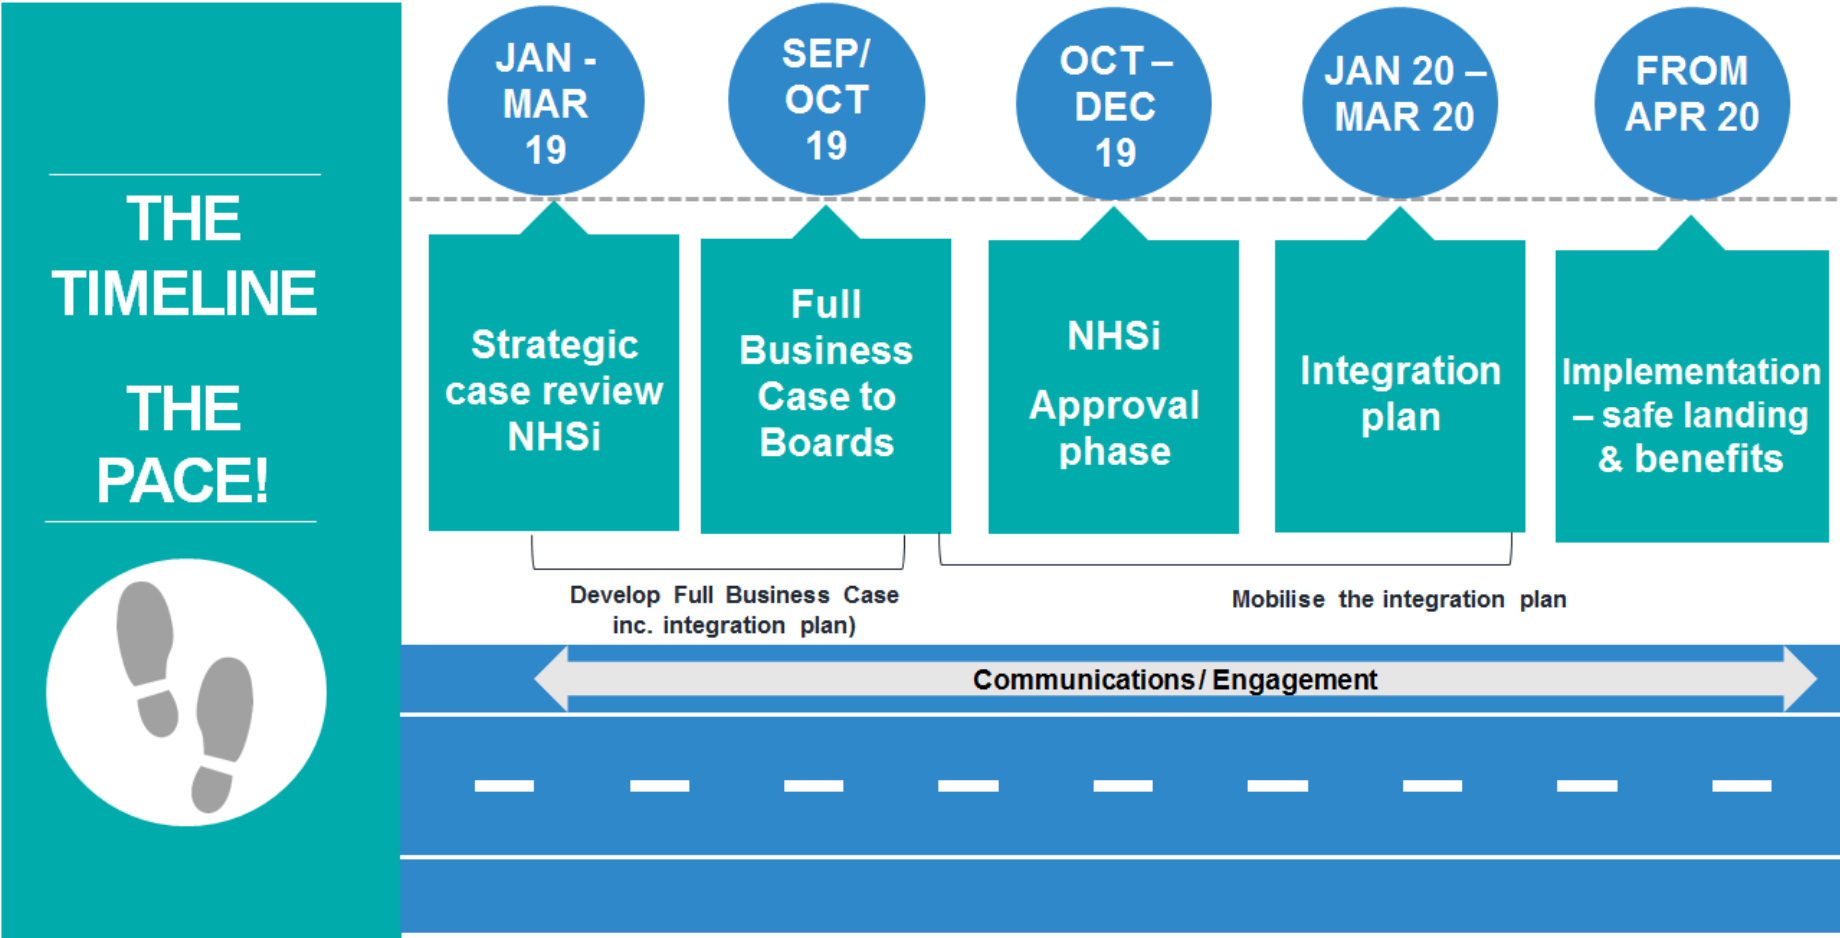 THE
TIMELINE
THE
PACE!
JAN -
MAR
19
SEP/
OCT
19
OCT –
DEC
19
JAN 20 –
MAR 20
FROM
APR 20
Strategic
case review
NHSi
Full
Business
Case to
Boards
NHSi
Approval
phase
Integration
plan
Implementation
– safe landing
& benefits
Develop Full Business Case
inc. integration plan)
Mobilise the integration plan
Communications/ Engagement